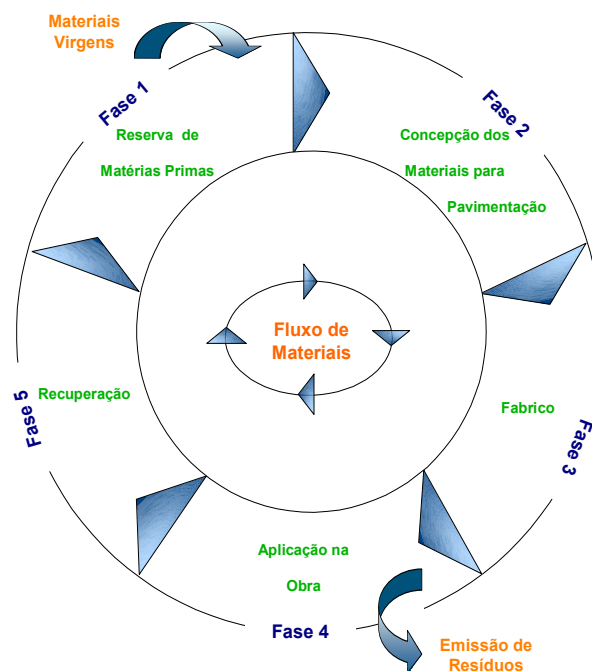 Materiais
Virgens
Fase 1
Reserva de
Matérias Primas
Fase 2
Concepção dos
Materiais para
Pavimentação
Fluxo de
Materiais
Fabrico
Fase 3
Aplicação na
Obra
Fase 4
Emissão de
Resíduos
Recuperação
Fase 5